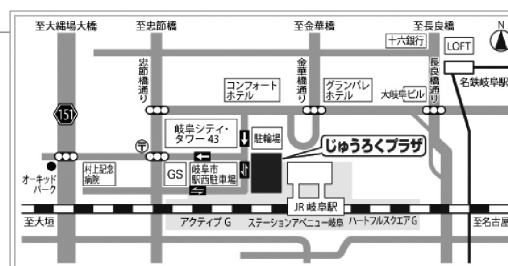 至大縄場大橋
至忠節橋
至金華橋
至長良橋
N
十六銀行
LOFT
忠節橋通り
金華橋通り
長良橋通り
名鉄岐阜駅
コンフォート
ホテル
グランパレ
ホテル
大岐阜ビル
151
岐阜シティ・
タワー43
駐輪場
じゅうろくプラザ
〒
村上記念
病院
GS
岐阜市
駅西駐車場
オーキッド
パーク
JR岐阜駅
至大垣
アクティブG
ステーションアベニュー岐阜
ハートフルスクエアG
至名古屋